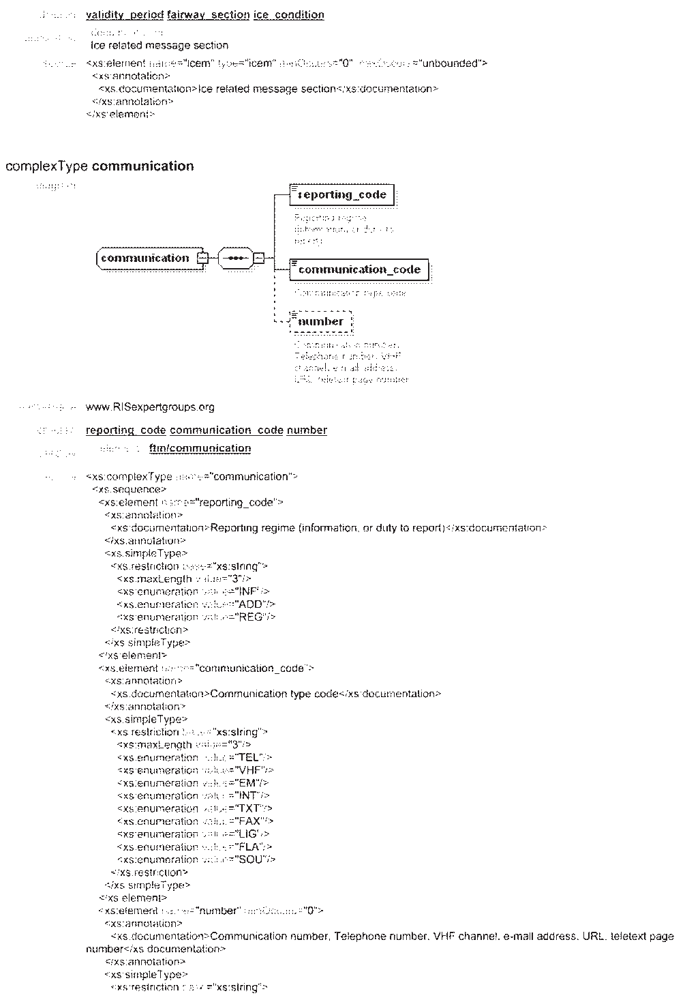 validity_period fairway_section ice_condition
Ice related message section
<xs:element name="icem" type="icem" minOccurs="0" maxOccurs="unbounded">
<xs:annotation>
<xs:documentation>Ice related message section</xs:documentation>
</xs:annotation>
</xs:element>
complexType communication
diagram
reporting_code
Reporting regime
(information, or duty to
report)
communication
communication_code
Communication type code
number
Communication number,
Telephone number, VHF
channel, e-mail address,
URL, teletext page number
www.RISexpertgroups.org
reporting_code communication_code number
element ftm/communication
<xs:complexType name="communication">
<xs:sequence>
<xs:element name="reporting_code">
<xs:annotation>
<xs:documentation>Reporting regime (information, or duty to report)</xs:documentation>
</xs:annotation>
<xs:simpleType>
<xs:restriction base="xs:string">
<xs:maxLength value="3"/>
<xs:enumeration value="INF"/>
<xs:enumeration value="ADD"/>
<xs:enumeration value="REG"/>
</xs:restriction>
</xs:simpleType>
</xs:element>
<xs:element name="communication_code">
<xs:annotation>
<xs:documentation>Communication type code</xs:documentation>
</xs:annotation>
<xs:simpleType>
<xs:restriction base="xs:string">
<xs:maxLength value="3"/>
<xs:enumeration value="TEL"/>
<xs:enumeration value="VHF"/>
<xs:enumeration value="EM"/>
<xs:enumeration value="INT"/>
<xs:enumeration value="TXT"/>
<xs:enumeration value="FAX"/>
<xs:enumeration value="LIG"/>
<xs:enumeration value="FLA"/>
<xs:enumeration value="SOU"/>
</xs:restriction>
</xs:simpleType>
</xs:element>
<xs:element name="number" minOccurs="0">
<xs:annotation>
<xs:documentation>Communication number, Telephone number, VHF channel, e-mail address, URL, teletext page
number</xs:documentation>
</xs:annotation>
<xs:simpleType>
<xs:restriction base="xs:string">